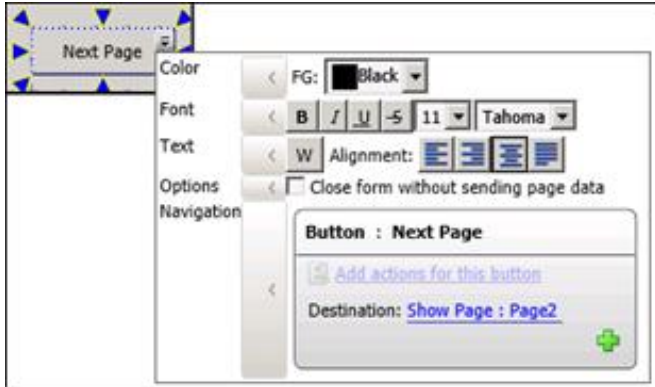 Next Page
Color
FG: Black
Font
B I U S 11 Tahoma
Text
W Alignment:
Options
Close form without sending page data
Navigation
Button : Next Page
Add actions for this button
Destination: Show Page : Page2